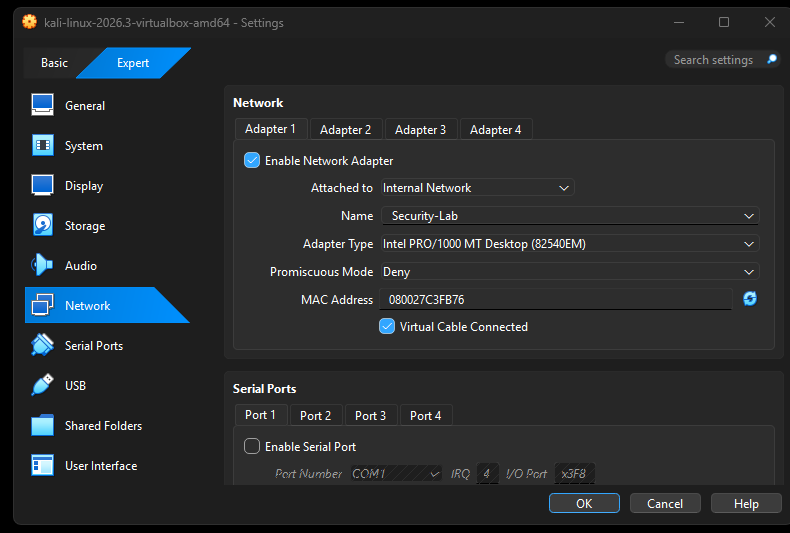 kali-linux-2026.3-virtualbox-amd64 - Settings
Basic Expert Search settings
General
System
Display
Storage
Audio
Network
Serial Ports
USB
Shared Folders
User Interface
Network
Adapter 1 Adapter 2 Adapter 3 Adapter 4
Enable Network Adapter
Attached to Internal Network
Name Security-Lab
Adapter Type Intel PRO/1000 MT Desktop (82540EM)
Promiscuous Mode Deny
MAC Address 080027C3FB76
Virtual Cable Connected
Serial Ports
Port 1 Port 2 Port 3 Port 4
Enable Serial Port
Port Number COM1 IRQ 4 I/O Port x3F8
OK Cancel Help